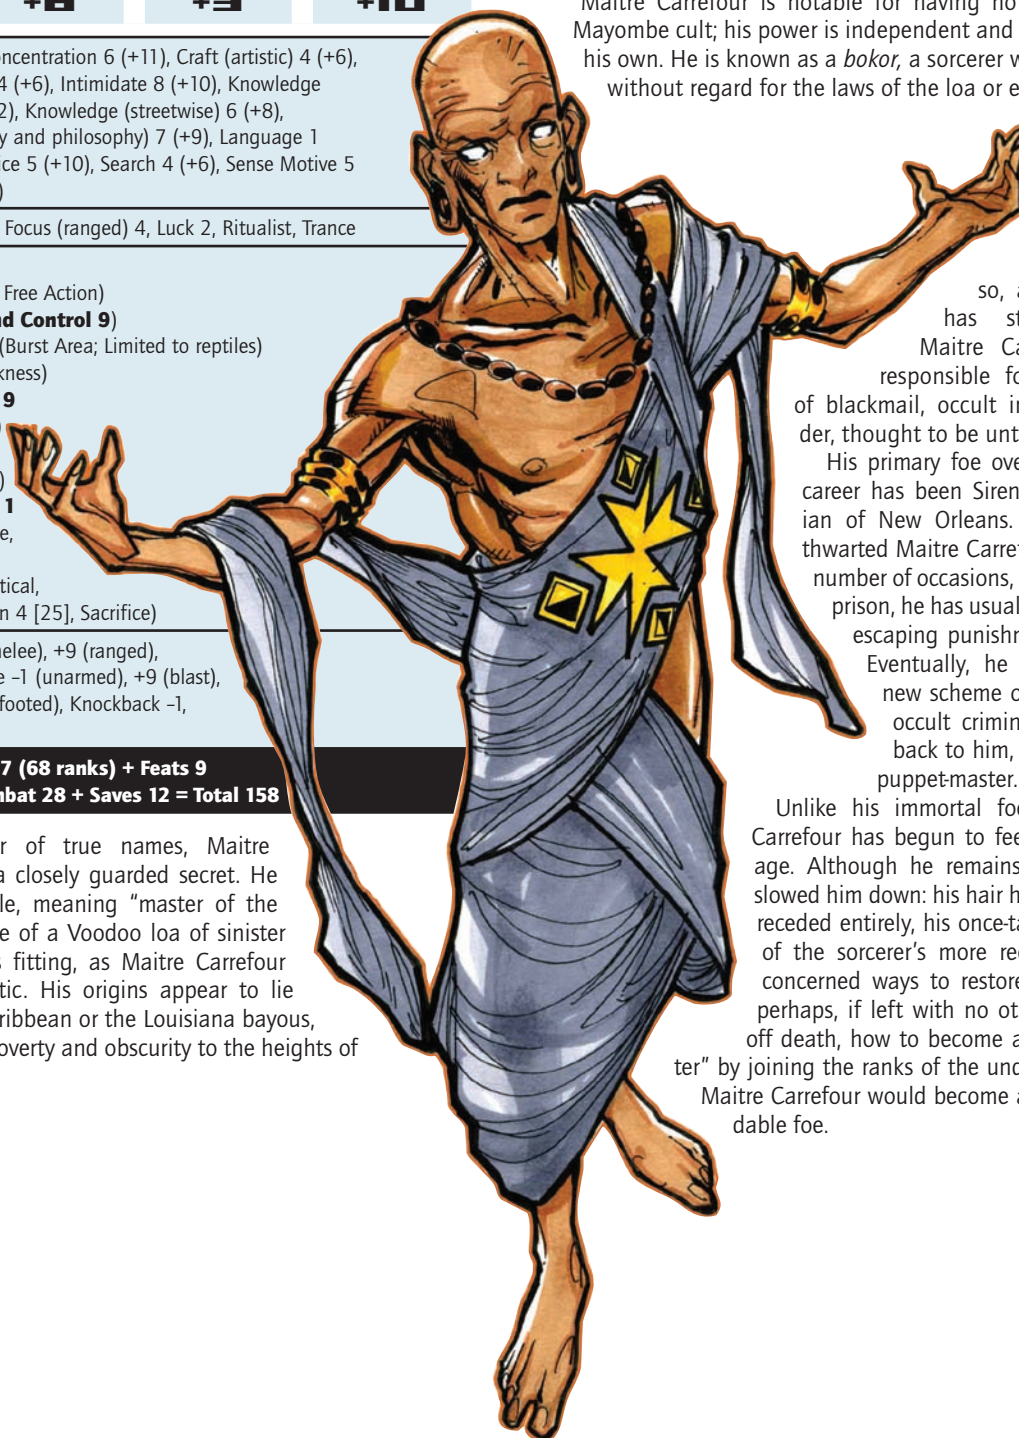 +8 +3 +10
oncentration 6 (+11), Craft (artistic) 4 (+6),
4 (+6), Intimidate 8 (+10), Knowledge
2), Knowledge (streetwise) 6 (+8),
y and philosophy) 7 (+9), Language 1
ice 5 (+10), Search 4 (+6), Sense Motive 5
)
Focus (ranged) 4, Luck 2, Ritualist, Trance
Free Action)
nd Control 9)
(Burst Area; Limited to reptiles)
kness)
9
)
)
1
e,
tical,
n 4 [25], Sacrifice)
nelee), +9 (ranged),
e –1 (unarmed), +9 (blast),
footed), Knockback –1,
7 (68 ranks) + Feats 9
mbat 28 + Saves 12 = Total 158
r of true names, Maitre
a closely guarded secret. He
le, meaning “master of the
e of a Voodoo loa of sinister
s fitting, as Maitre Carrefour
tic. His origins appear to lie
ribbean or the Louisiana bayous,
overty and obscurity to the heights of
Maitre Carrefour is notable for having no
Mayombe cult; his power is independent and
his own. He is known as a bokor, a sorcerer w
without regard for the laws of the loa or e
so, a
has st
Maitre Ca
responsible fo
of blackmail, occult in
der, thought to be unt
His primary foe ove
career has been Siren
ian of New Orleans.
thwarted Maitre Carref
number of occasions,
prison, he has usual
escaping punishm
Eventually, he
new scheme o
occult crimin
back to him,
puppet-master.
Unlike his immortal foe
Carrefour has begun to fee
age. Although he remains
slowed him down: his hair h
receded entirely, his once-ta
of the sorcerer’s more re
concerned ways to restore
perhaps, if left with no ot
off death, how to become a
ter” by joining the ranks of the und
Maitre Carrefour would become a
dable foe.